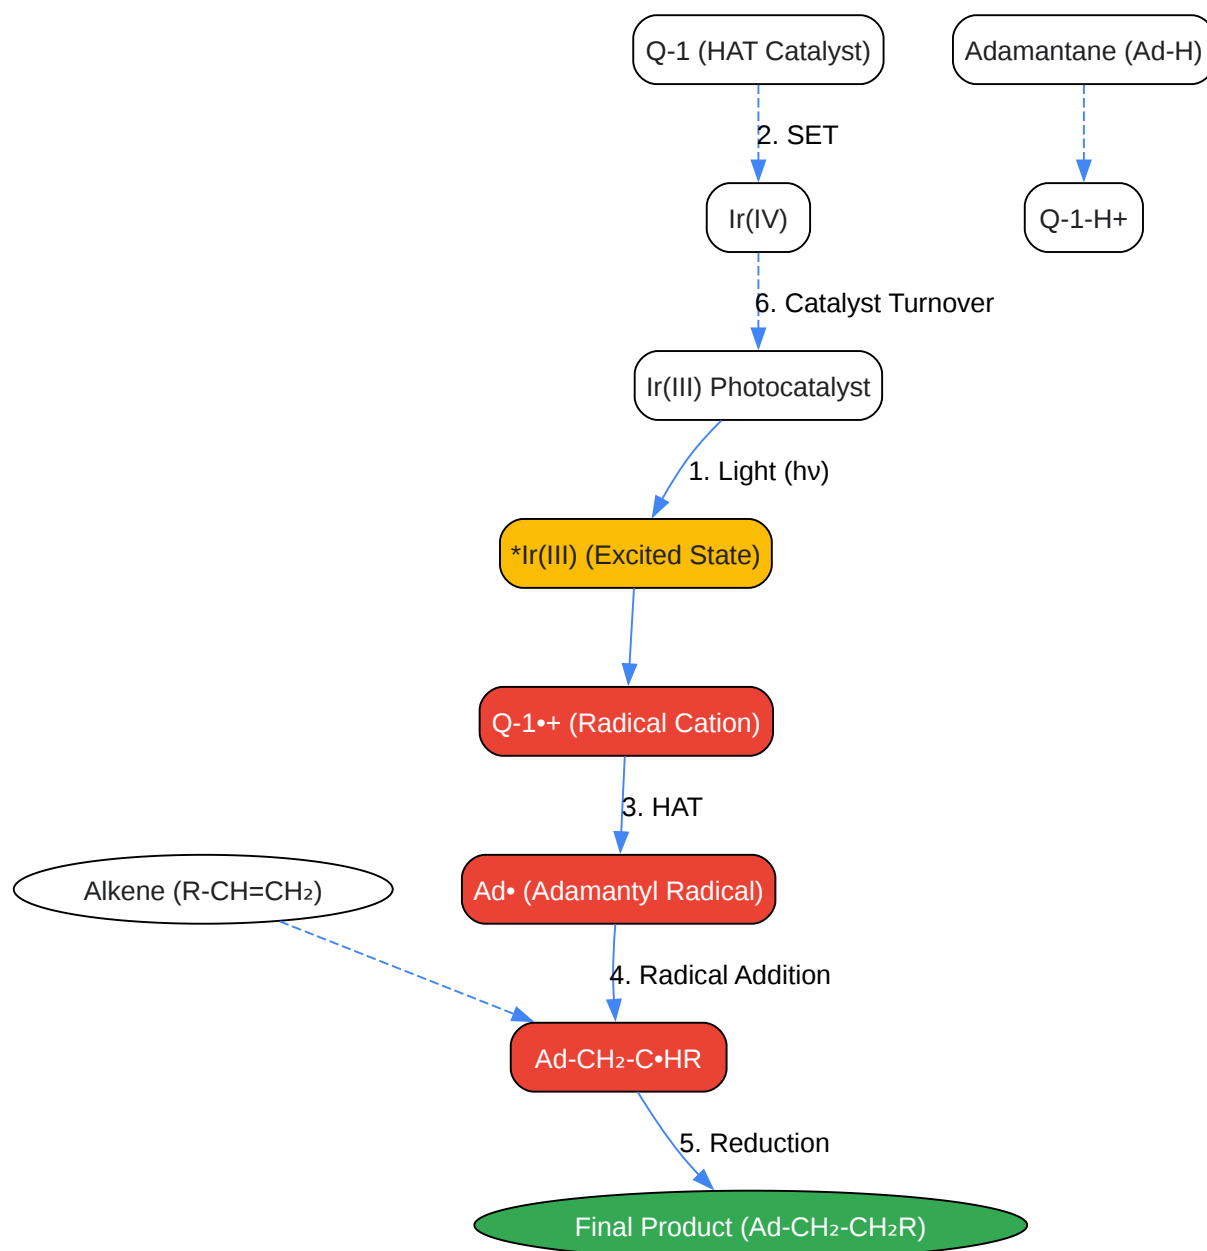 Q-1 (HAT Catalyst)
Adamantane (Ad-H)
2. SET
Ir(IV)
Q-1-H+
6. Catalyst Turnover
Ir(III) Photocatalyst
1. Light (hν)
*Ir(III) (Excited State)
Q-1•+ (Radical Cation)
3. HAT
Alkene (R-CH=CH₂)
Ad• (Adamantyl Radical)
4. Radical Addition
Ad-CH₂-C•HR
5. Reduction
Final Product (Ad-CH₂-CH₂R)